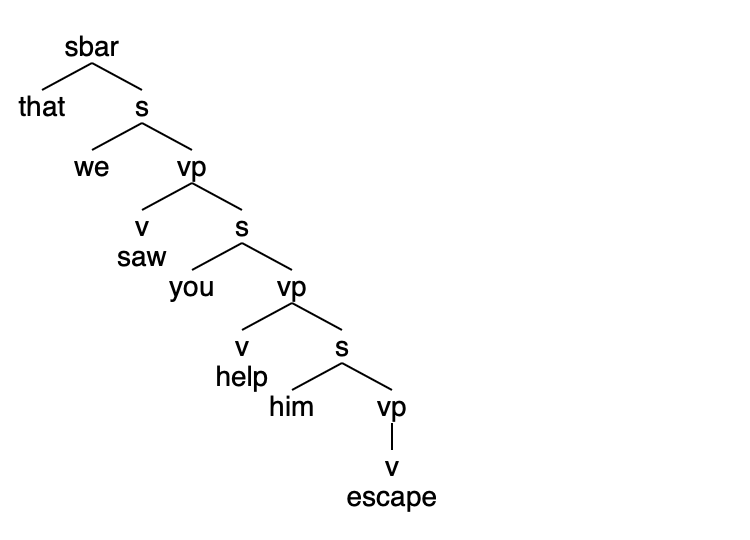 sbar
that s
we vp
v s
saw
you vp
v s
help
him vp
v
escape